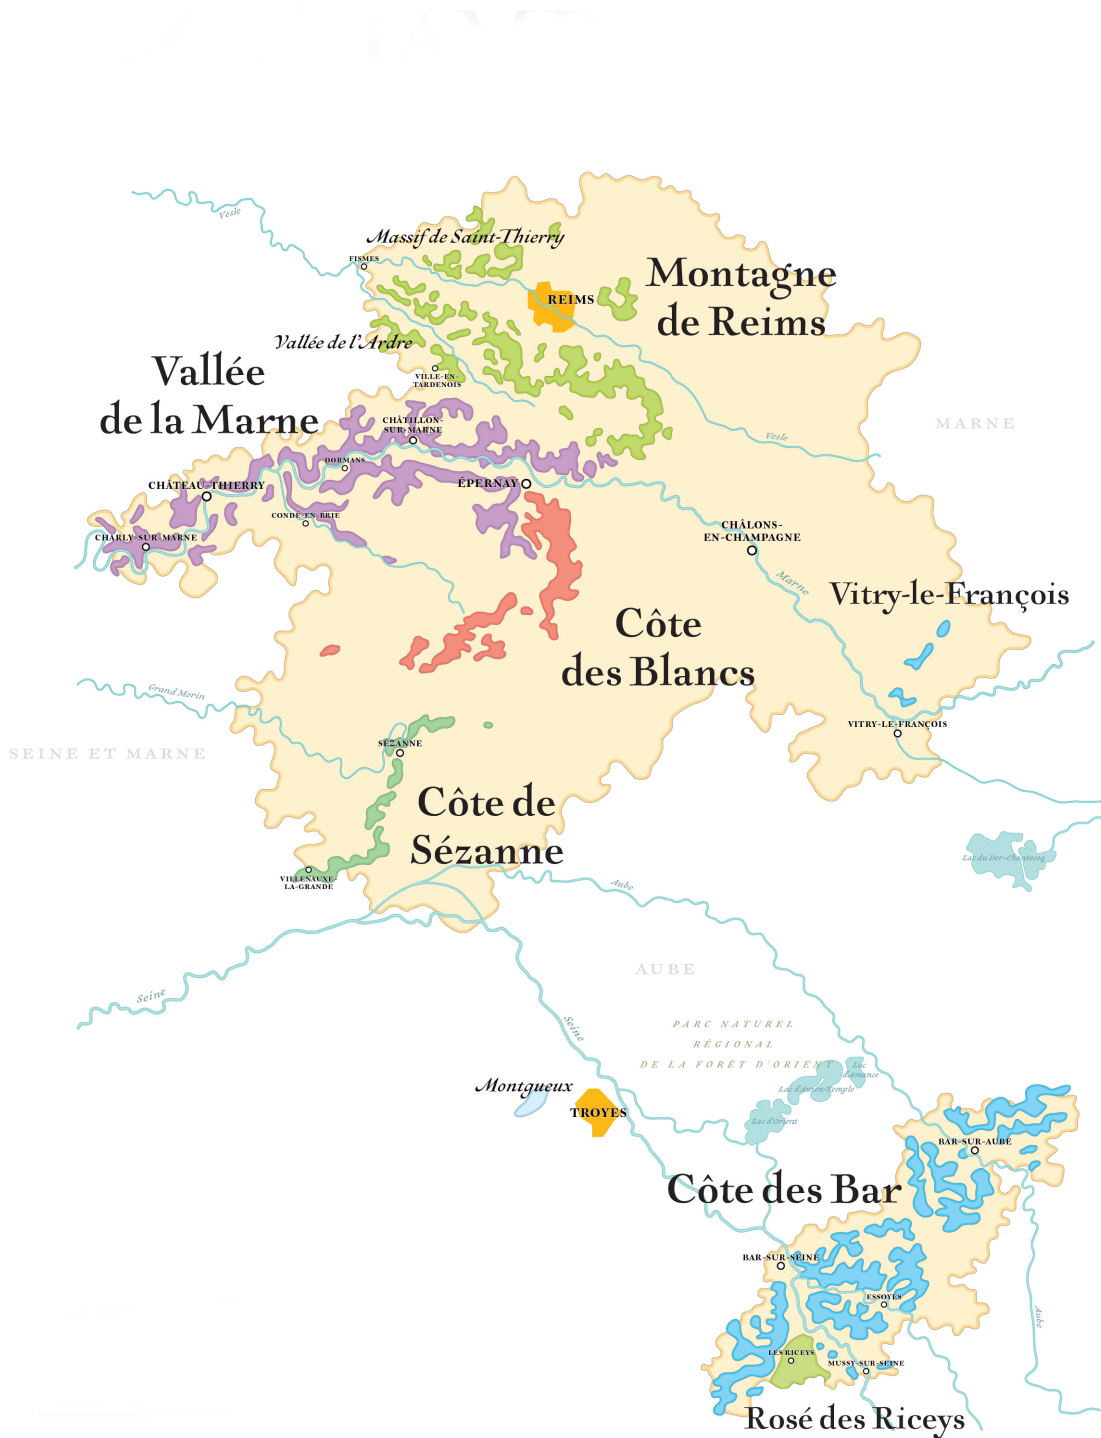 Vesle
Massif de Saint-Thierry
FISMES
Montagne
de Reims
REIMS
Vallée de l'Ardre
Vallée
de la Marne
VILLE-EN-
TARDENOIS
CHÂTILLON-
SUR-MARNE
MARNE
Vesle
DORMANS
CHÂTEAU-THIERRY
ÉPERNAY
CONDÉ-EN-BRIE
CHARLY-SUR-MARNE
CHÂLONS-
EN-CHAMPAGNE
Marne
Vitry-le-François
Côte
des Blancs
Grand Morin
VITRY-LE-FRANÇOIS
SÉZANNE
SEINE ET MARNE
Côte de
Sézanne
Lac du Der-Chantecoq
VILLENAUXE-
LA-GRANDE
Aube
AUBE
Seine
Seine
PARC NATUREL
RÉGIONAL
DE LA FORÊT D'ORIENT
Lac
d'Amance
Lac d'Auzon-Temple
Lac d'Orient
Montgueux
TROYES
BAR-SUR-AUBE
Côte des Bar
BAR-SUR-SEINE
ESSOYES
Aube
LES RICEYS
MUSSY-SUR-SEINE
Rosé des Riceys